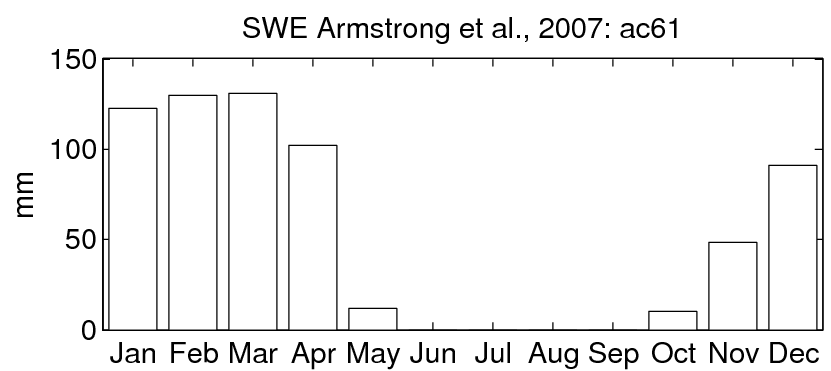 SWE Armstrong et al., 2007: ac61
150
100
50
0
mm
Jan Feb Mar Apr May Jun Jul Aug Sep Oct Nov Dec